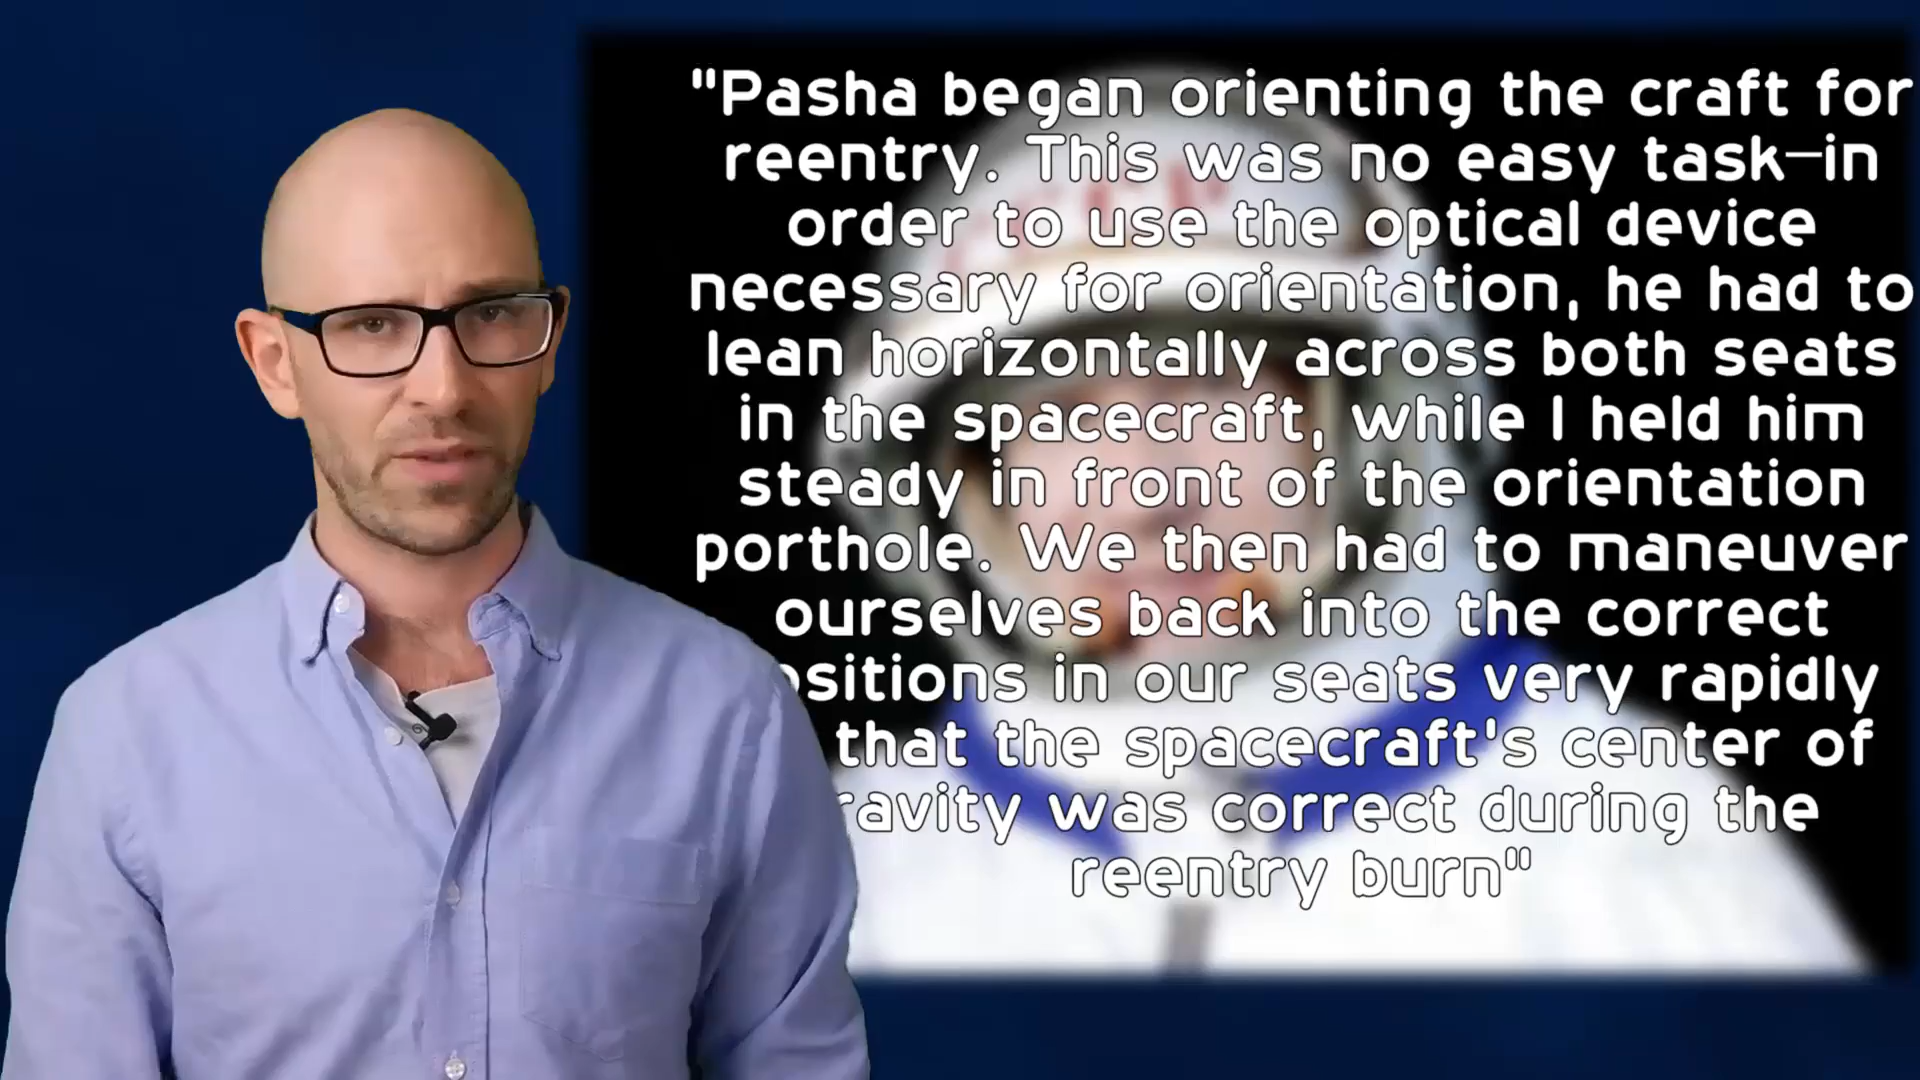 "Pasha began orienting the craft for
reentry. This was no easy task—in
order to use the optical device
necessary for orientation, he had to
lean horizontally across both seats
in the spacecraft, while I held him
steady in front of the orientation
porthole. We then had to maneuver
ourselves back into the correct
sitions in our seats very rapidly
that the spacecraft's center of
ravity was correct during the
reentry burn"